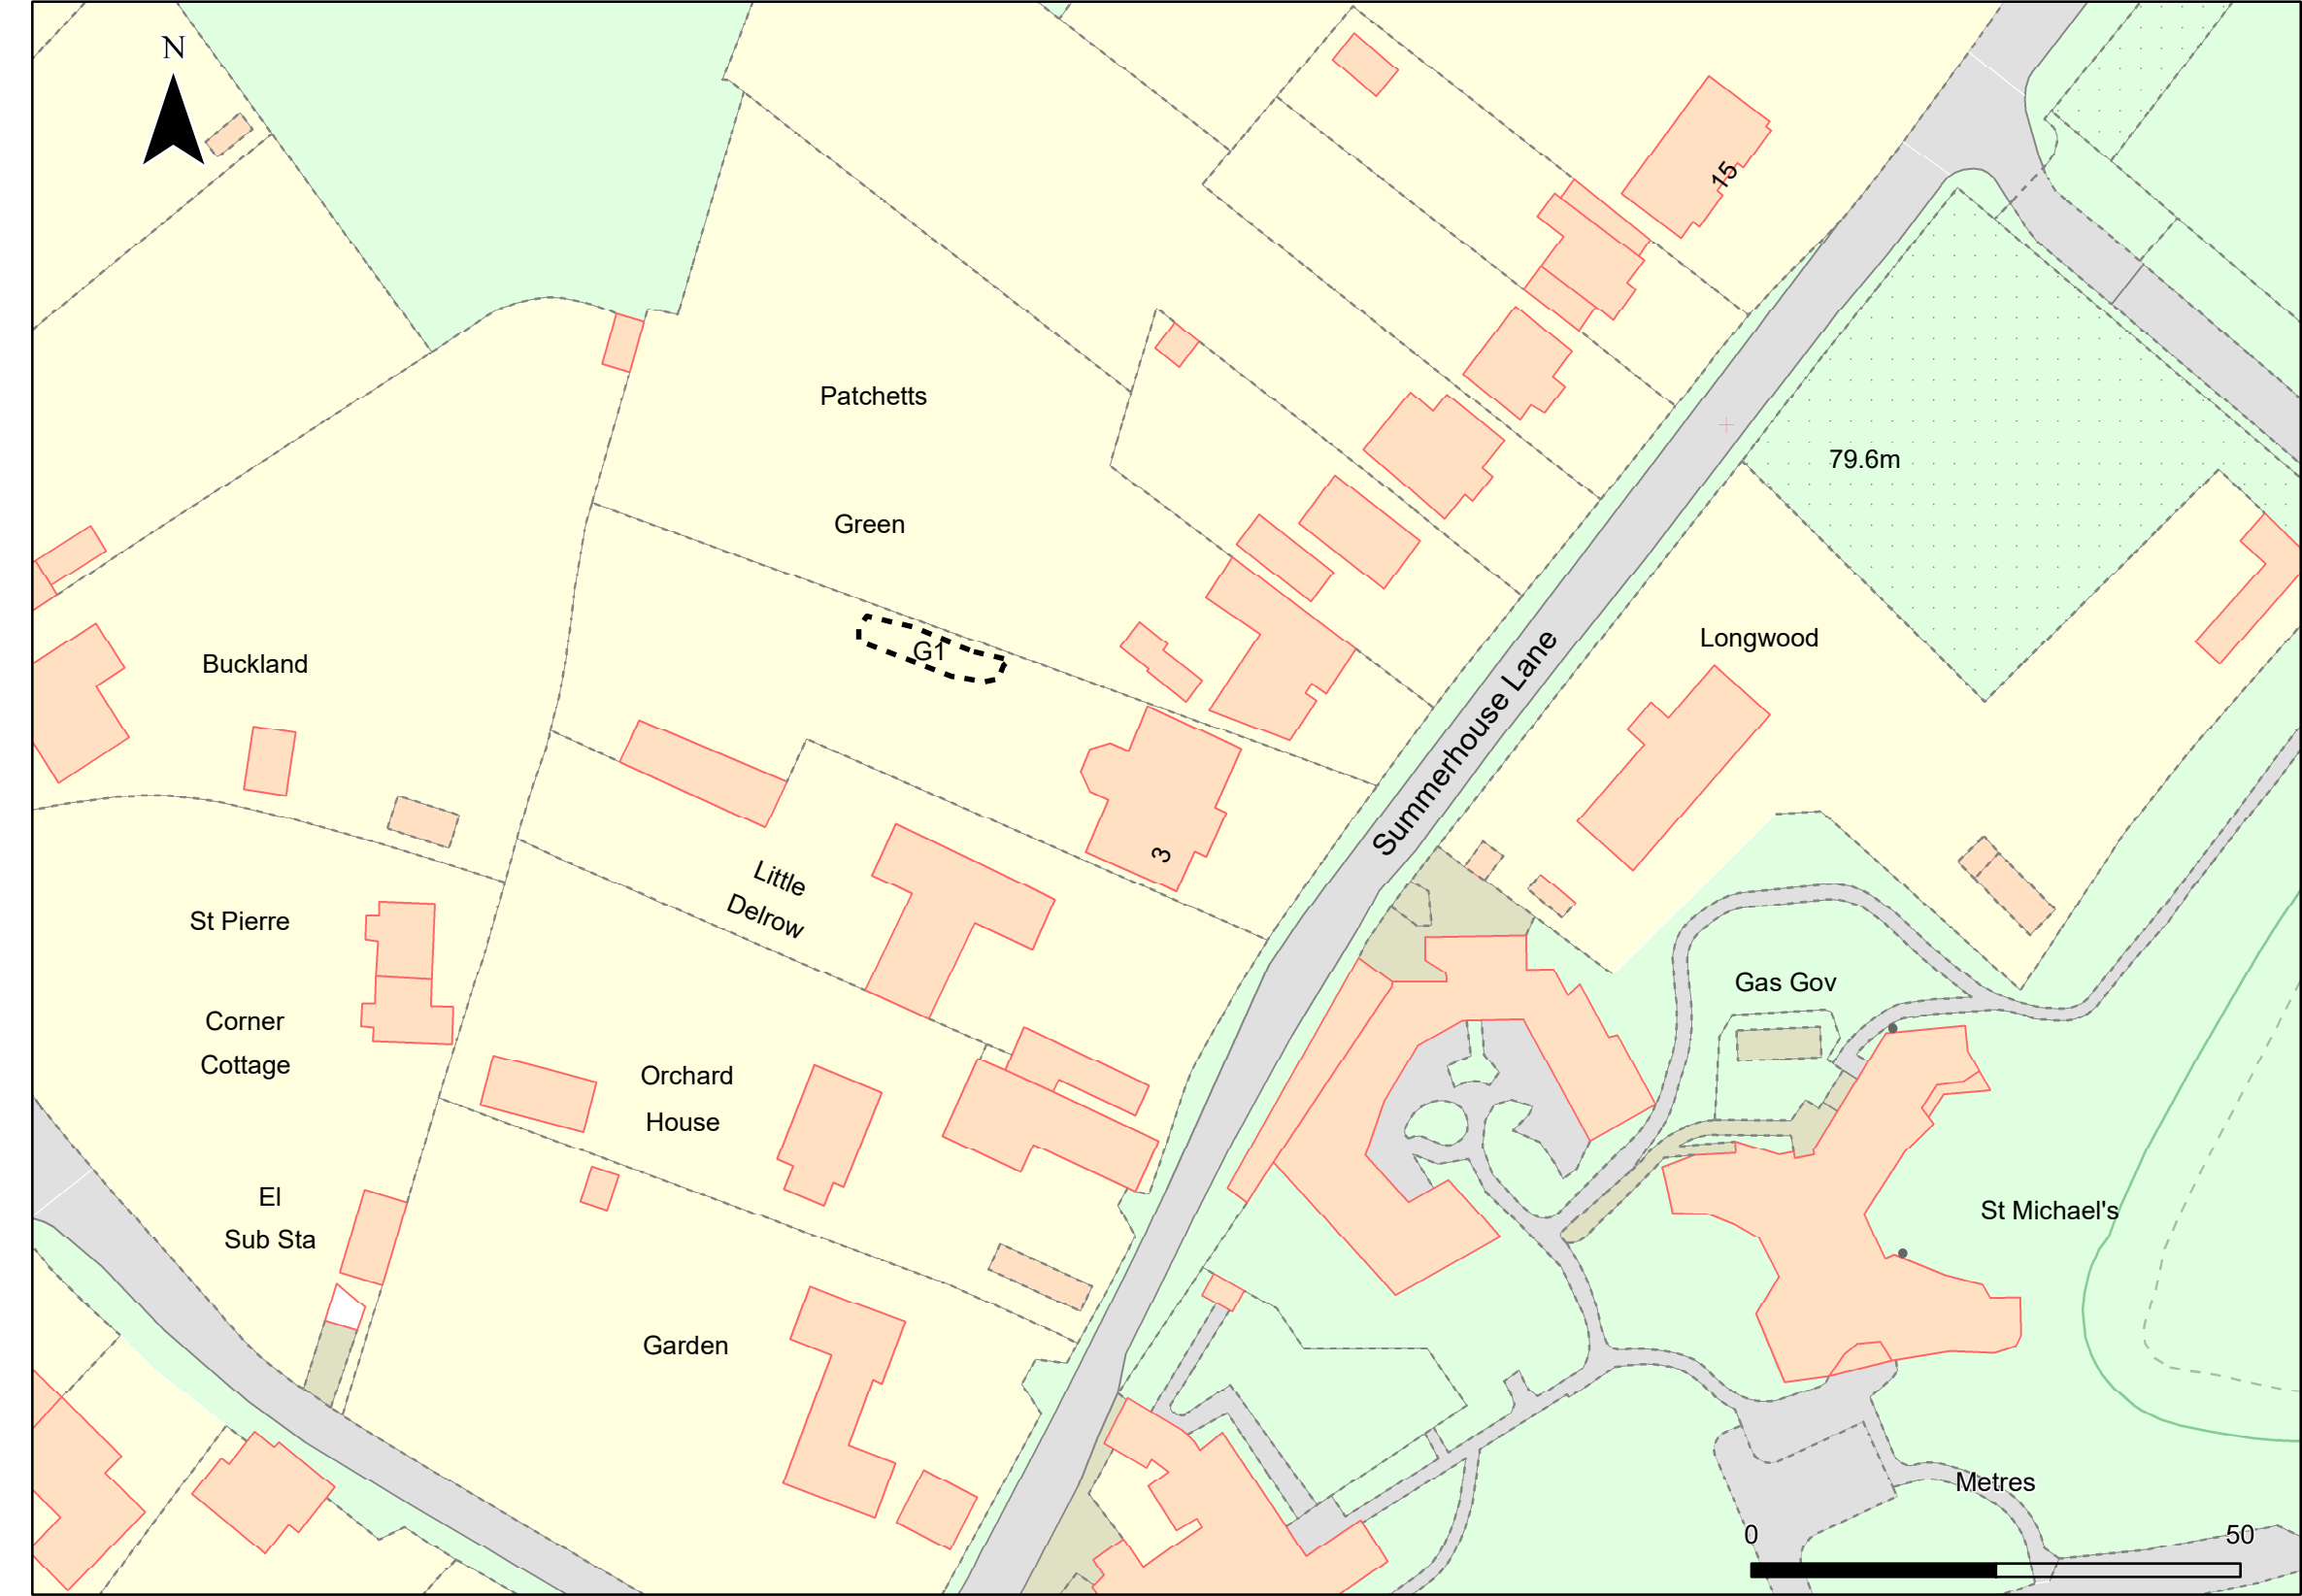 N
15
Patchetts
79.6m
Green
Longwood
G1
Buckland
Summerhouse Lane
3
Little
Delrow
St Pierre
Gas Gov
Corner
Cottage
Orchard
House
El
Sub Sta
St Michael's
Garden
Metres
0 50